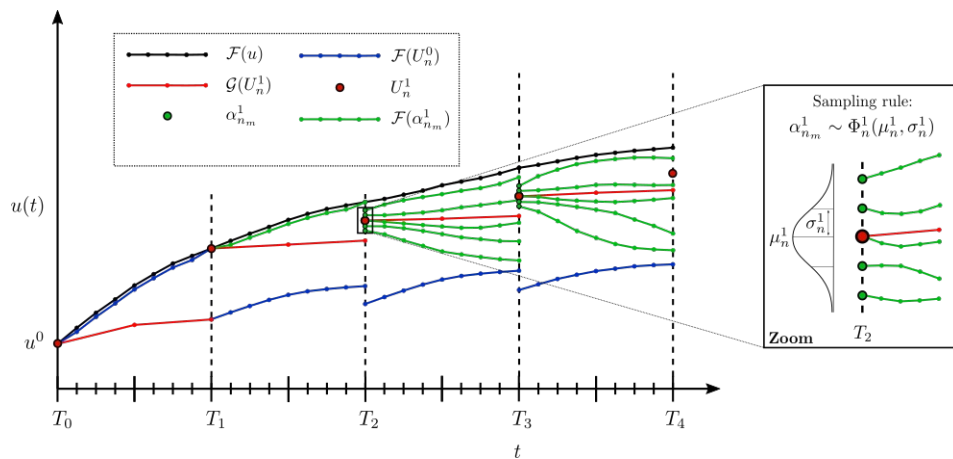 𝓕(u)
𝓕(U_n^0)
𝓖(U_n^1)
U_n^1
α_{n_m}^1
𝓕(α_{n_m}^1)
Sampling rule:
α_{n_m}^1 ∼ Φ_n^1(μ_n^1, σ_n^1)
u(t)
σ_n^1
μ_n^1
u^0
Zoom
T_2
T_0
T_1
T_2
T_3
T_4
t